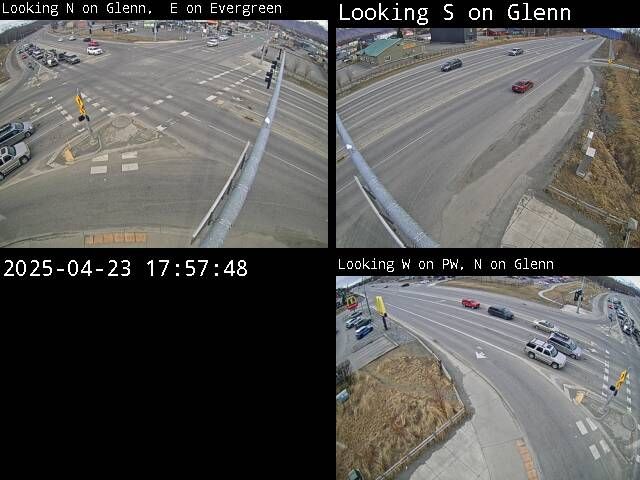 Looking N on Glenn,  E on Evergreen
Looking S on Glenn
2025-04-23 17:57:48
Looking W on PW, N on Glenn